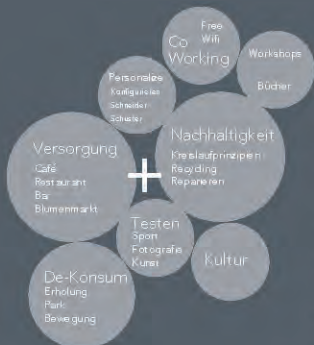 Free
Wifi
Co
Working
Workshops
Bücher
Personalize
Konfigurieren
Schneider
Schuster
Versorgung
Café
Restaurant
Bar
Blumenmarkt
+
Nachhaltigkeit
Kreislaufprinzipien
Recycling
Reparieren
Testen
Sport
Fotografie
Kunst
Kultur
De-Konsum
Erholung
Park
Bewegung